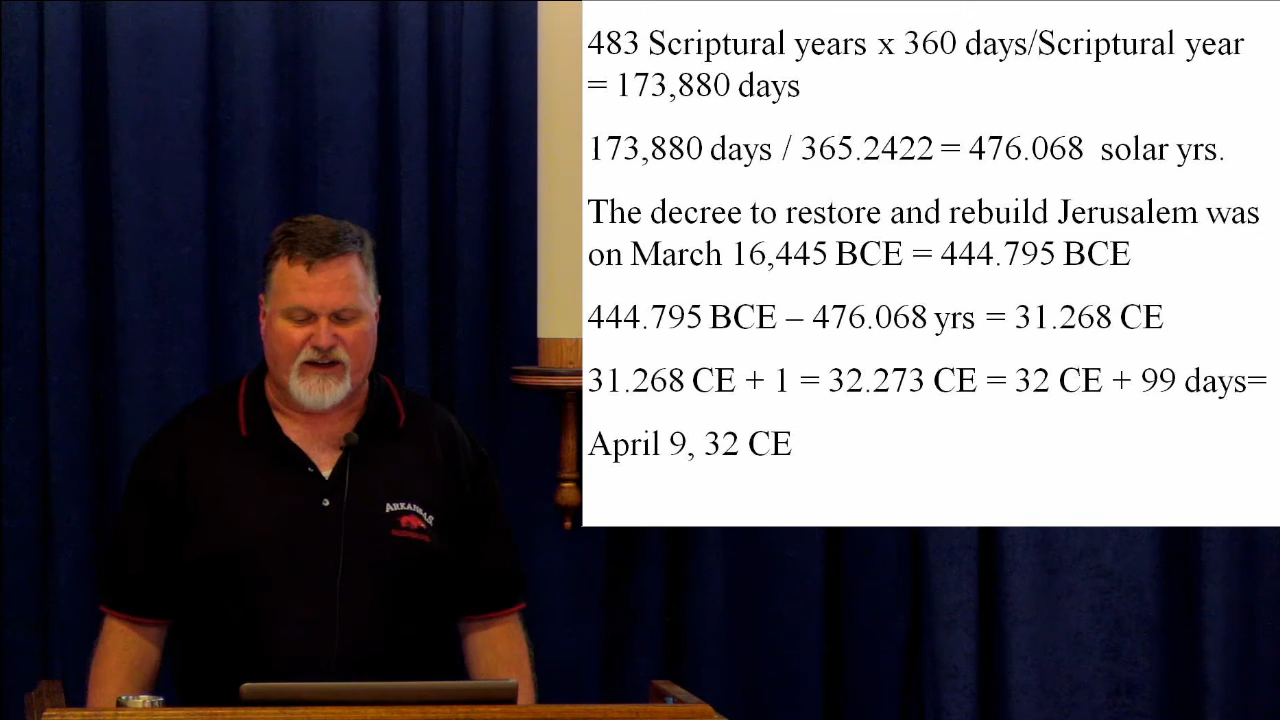 483 Scriptural years x 360 days/Scriptural year
= 173,880 days
173,880 days / 365.2422 = 476.068 solar yrs.
The decree to restore and rebuild Jerusalem was
on March 16,445 BCE = 444.795 BCE
444.795 BCE – 476.068 yrs = 31.268 CE
31.268 CE + 1 = 32.273 CE = 32 CE + 99 days=
April 9, 32 CE
ARKANSAS